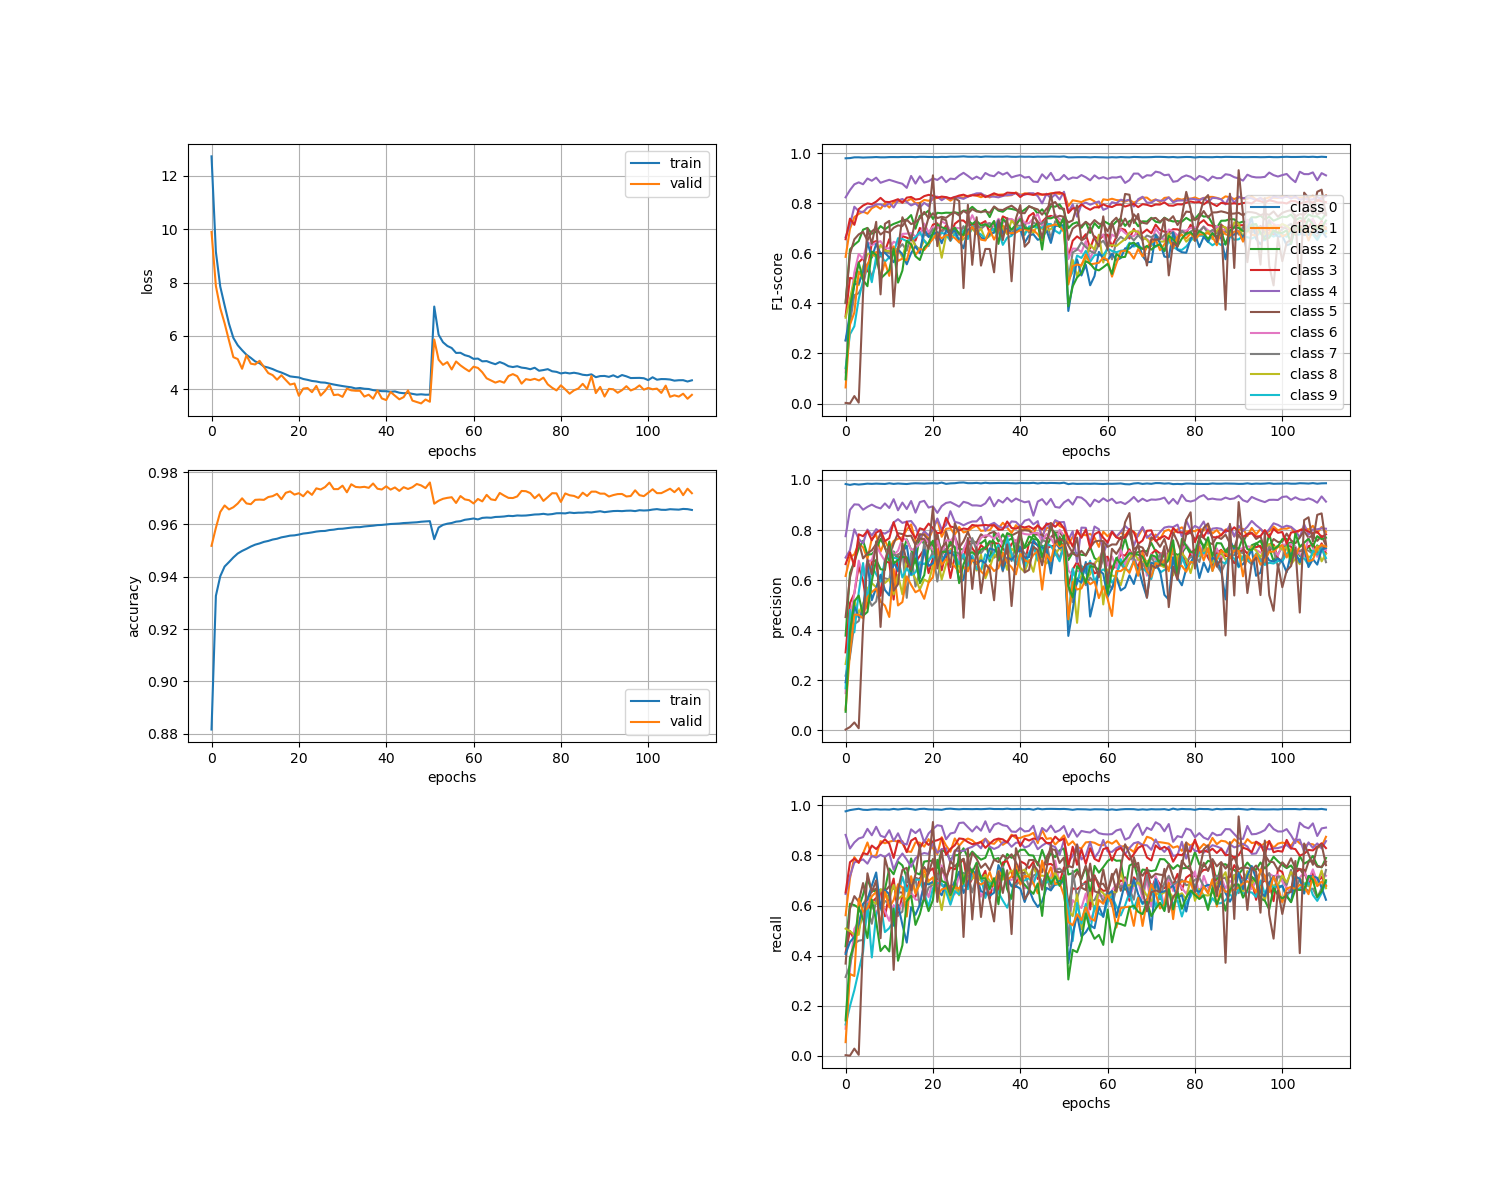 12
10
8
6
4
loss
train
valid
0 20 40 60 80 100
epochs
1.0
0.8
0.6
0.4
0.2
0.0
F1-score
class 0
class 1
class 2
class 3
class 4
class 5
class 6
class 7
class 8
class 9
0 20 40 60 80 100
epochs
0.98
0.96
0.94
0.92
0.90
0.88
accuracy
train
valid
0 20 40 60 80 100
epochs
1.0
0.8
0.6
0.4
0.2
0.0
precision
0 20 40 60 80 100
epochs
1.0
0.8
0.6
0.4
0.2
0.0
recall
0 20 40 60 80 100
epochs